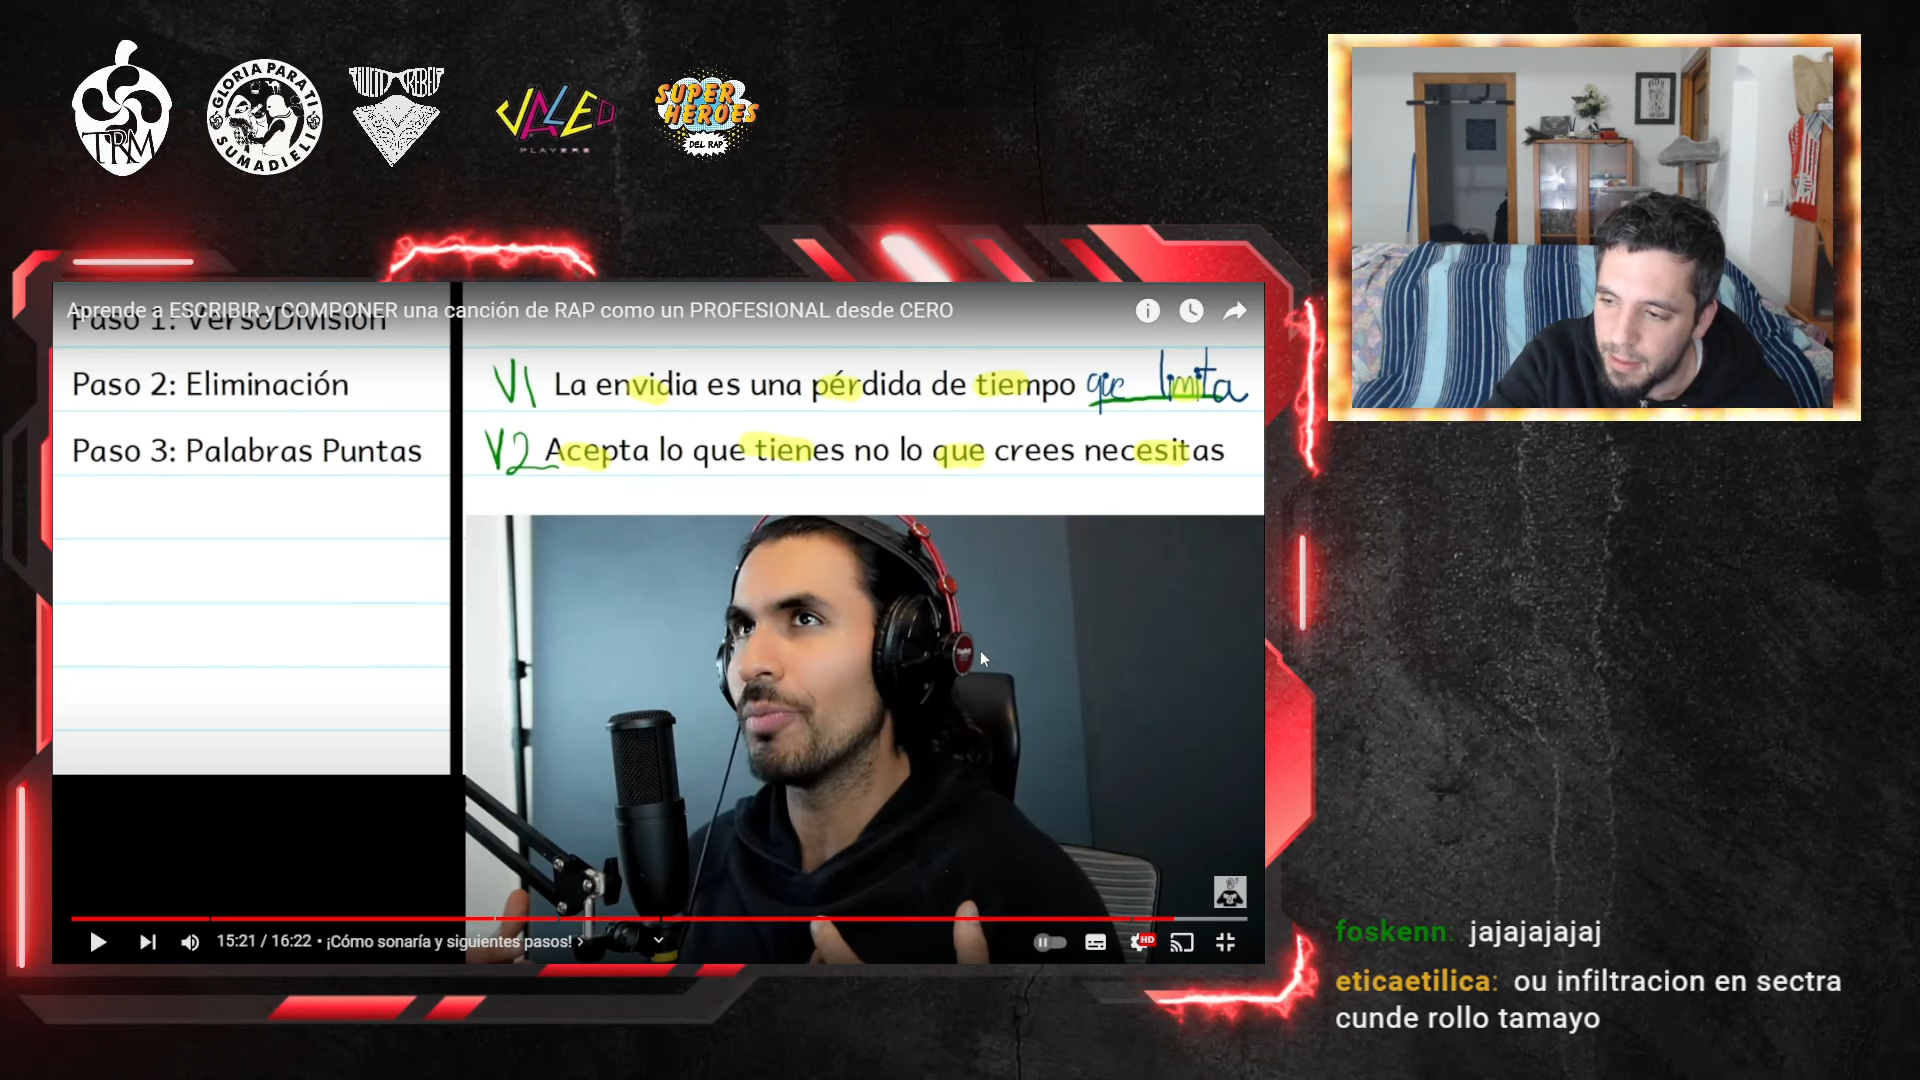 GLORIA PARA TI
SUMADIELI
TRM
REBEL
VALEO
PLAYERS
SUPER
HEROES
DEL RAP
Aprende a ESCRIBIR y COMPONER una canción de RAP como un PROFESIONAL desde CERO
Paso 1: VersoDivisión
Paso 2: Eliminación
Paso 3: Palabras Puntas
V1 La envidia es una pérdida de tiempo que limita
V2 Acepta lo que tienes no lo que crees necesitas
15:21 / 16:22 • ¡Cómo sonaría y siguientes pasos! ›
HD
foskenn: jajajajajaj
eticaetilica: ou infiltracion en sectra
cunde rollo tamayo